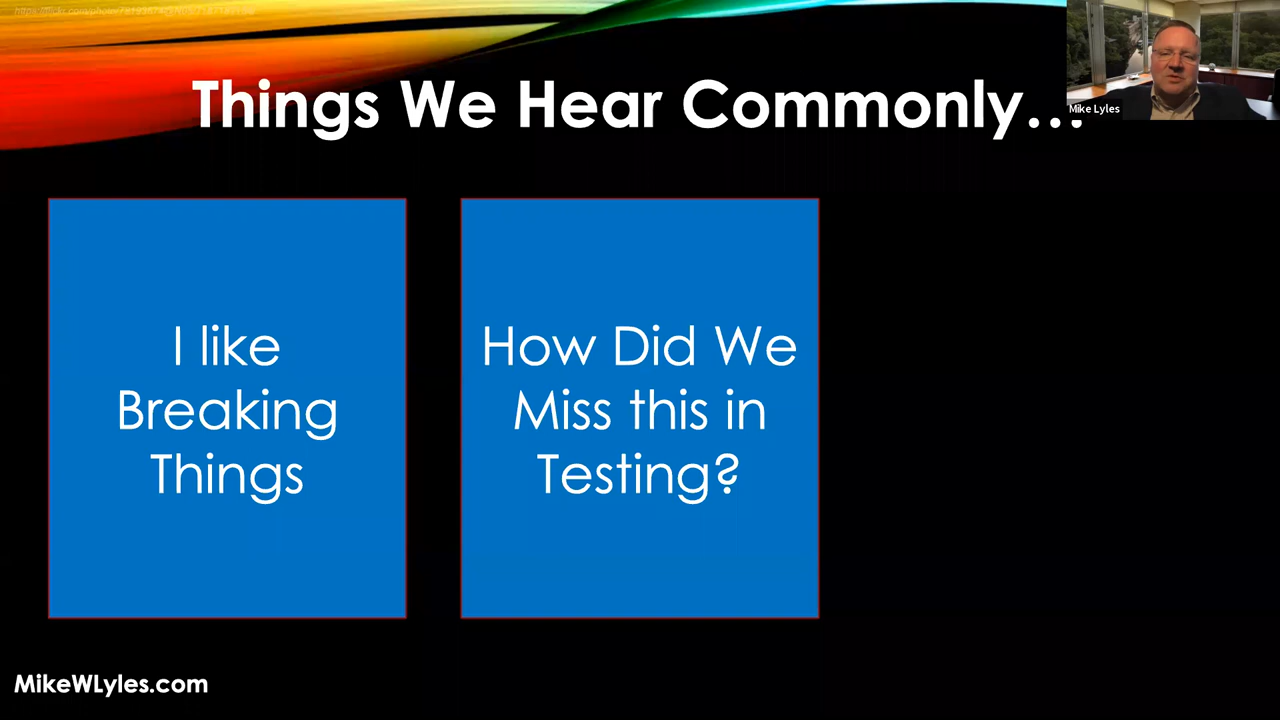 Things We Hear Commonly...
Mike Lyles
I like
Breaking
Things
How Did We
Miss this in
Testing?
MikeWLyles.com